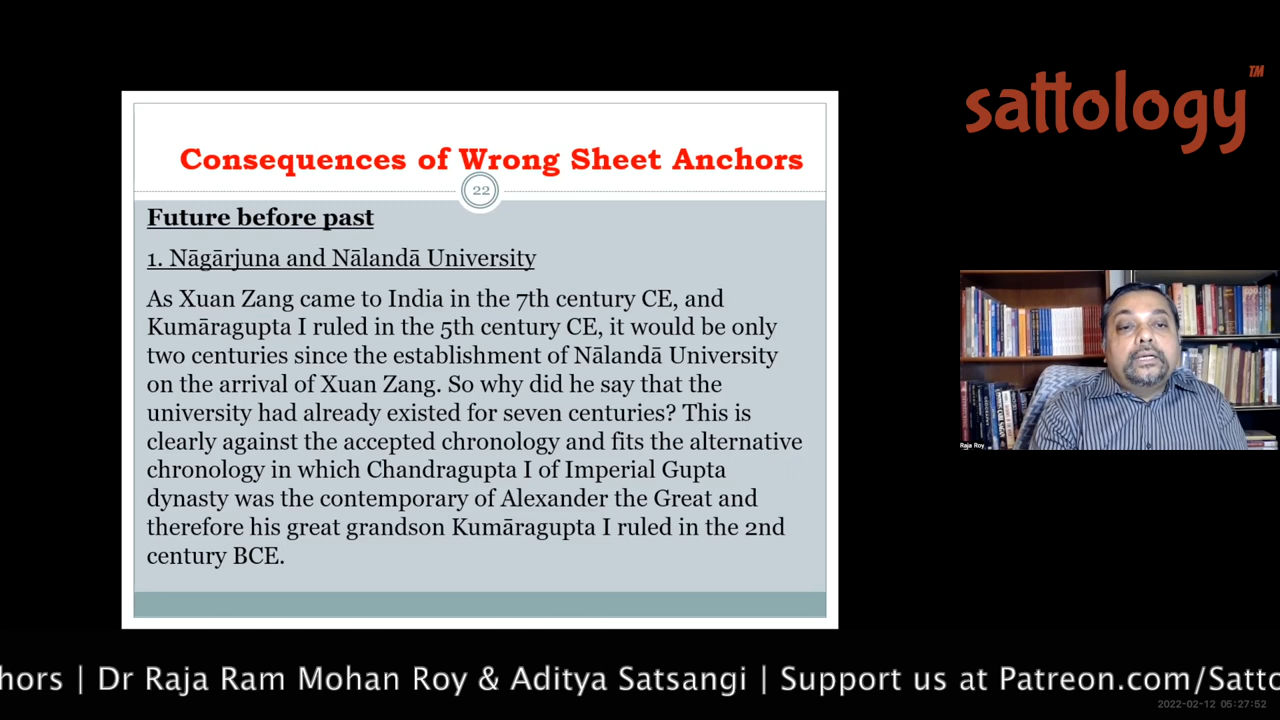 sattology™
Consequences of Wrong Sheet Anchors
22
Future before past
1. Nāgārjuna and Nālandā University
As Xuan Zang came to India in the 7th century CE, and
Kumāragupta I ruled in the 5th century CE, it would be only
two centuries since the establishment of Nālandā University
on the arrival of Xuan Zang. So why did he say that the
university had already existed for seven centuries? This is
clearly against the accepted chronology and fits the alternative
chronology in which Chandragupta I of Imperial Gupta
dynasty was the contemporary of Alexander the Great and
therefore his great grandson Kumāragupta I ruled in the 2nd
century BCE.
Raja Roy
hors | Dr Raja Ram Mohan Roy & Aditya Satsangi | Support us at Patreon.com/Satto
2022-02-12 05:27:52